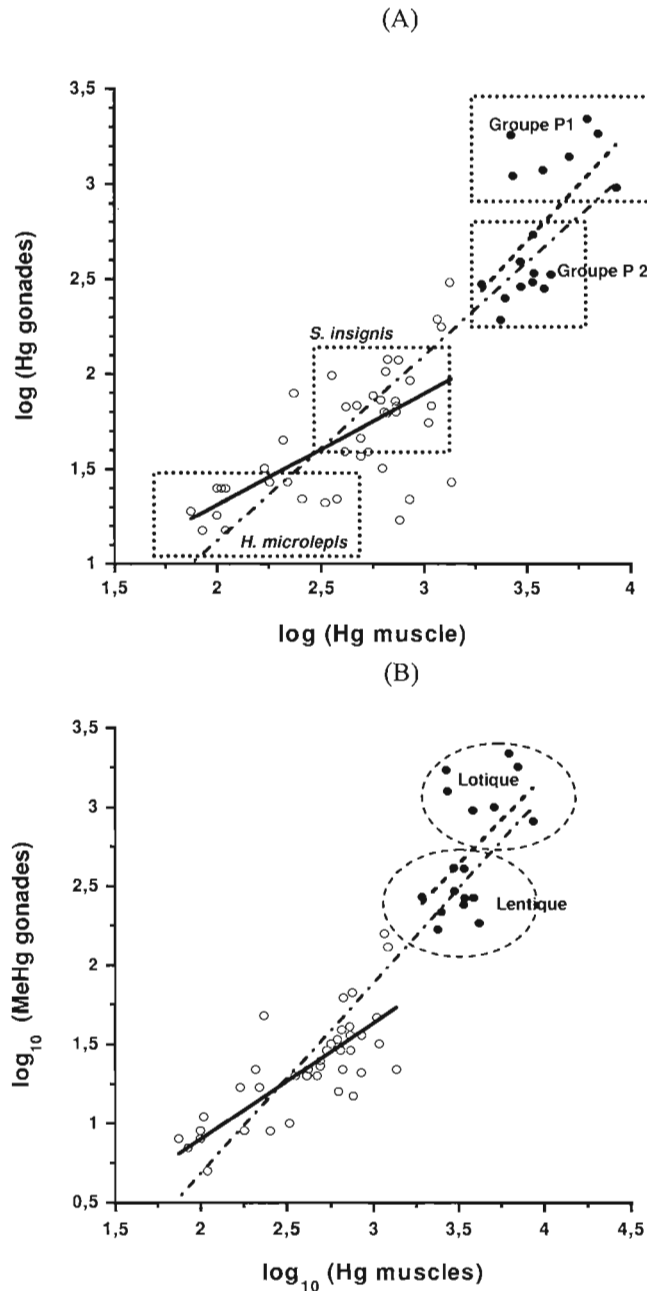 (A)
3,5
3
2,5
2
1,5
1
log (Hg gonades)
Groupe P1
Groupe P 2
S. insignis
H. microlepls
1,5 2 2,5 3 3,5 4
log (Hg muscle)
(B)
3,5
3
2,5
2
1,5
1
0,5
log10 (MeHg gonades)
Lotique
Lentique
2 2,5 3 3,5 4 4,5
log10 (Hg muscles)